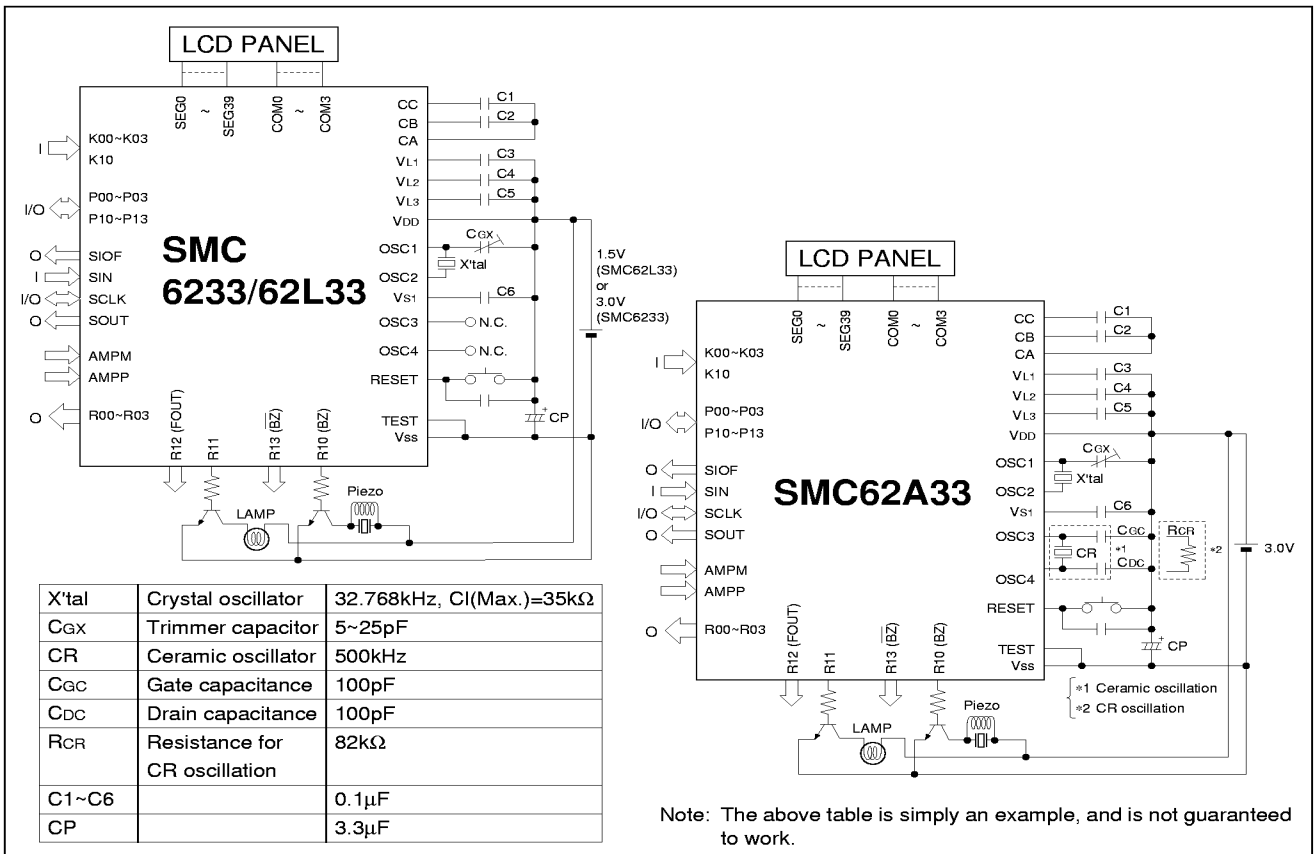 LCD PANEL
SEG0
~
SEG39
COM0
~
COM3
I
K00~K03
K10
I/O
P00~P03
P10~P13
O
SIOF
I
SIN
I/O
SCLK
O
SOUT
AMPM
AMPP
O
R00~R03
SMC
6233/62L33
CC
C1
CB
C2
CA
VL1
C3
VL2
C4
VL3
C5
VDD
OSC1
CGX
X'tal
OSC2
VS1
C6
OSC3
N.C.
OSC4
N.C.
RESET
TEST
+
CP
Vss
1.5V
(SMC62L33)
or
3.0V
(SMC6233)
R12 (FOUT)
R11
R13 (BZ)
R10 (BZ)
LAMP
Piezo
LCD PANEL
SEG0
~
SEG39
COM0
~
COM3
I
K00~K03
K10
I/O
P00~P03
P10~P13
O
SIOF
I
SIN
I/O
SCLK
O
SOUT
AMPM
AMPP
O
R00~R03
SMC62A33
CC
C1
CB
C2
CA
VL1
C3
VL2
C4
VL3
C5
VDD
OSC1
CGX
X'tal
OSC2
VS1
C6
OSC3
CGC
RCR
CR
*1
*2
3.0V
CDC
OSC4
RESET
TEST
+
CP
Vss
*1 Ceramic oscillation
*2 CR oscillation
R12 (FOUT)
R11
R13 (BZ)
R10 (BZ)
LAMP
Piezo
X'tal Crystal oscillator 32.768kHz, CI(Max.)=35kΩ
CGX Trimmer capacitor 5~25pF
CR Ceramic oscillator 500kHz
CGC Gate capacitance 100pF
CDC Drain capacitance 100pF
RCR Resistance for 82kΩ
CR oscillation
C1~C6 0.1µF
CP 3.3µF
Note: The above table is simply an example, and is not guaranteed
to work.